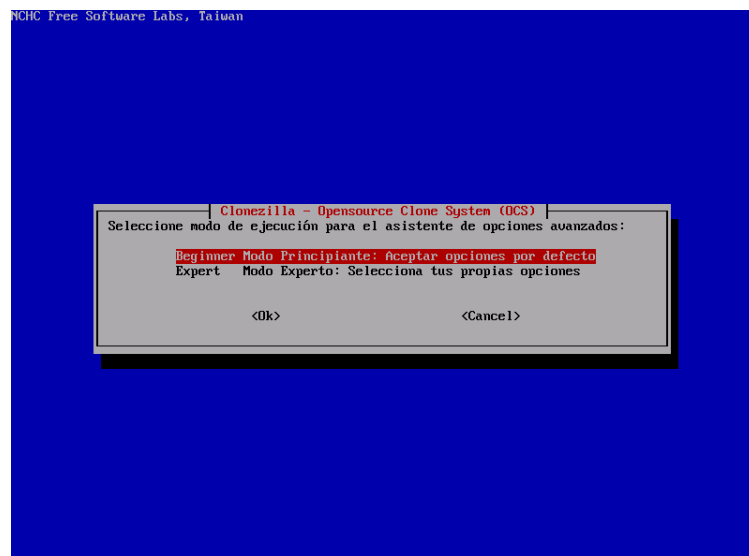 NCHC Free Software Labs, Taiwan
Clonezilla - Opensource Clone System (OCS)
Seleccione modo de ejecución para el asistente de opciones avanzados:
Beginner Modo Principiante: Aceptar opciones por defecto
Expert Modo Experto: Selecciona tus propias opciones
<Ok> <Cancel>